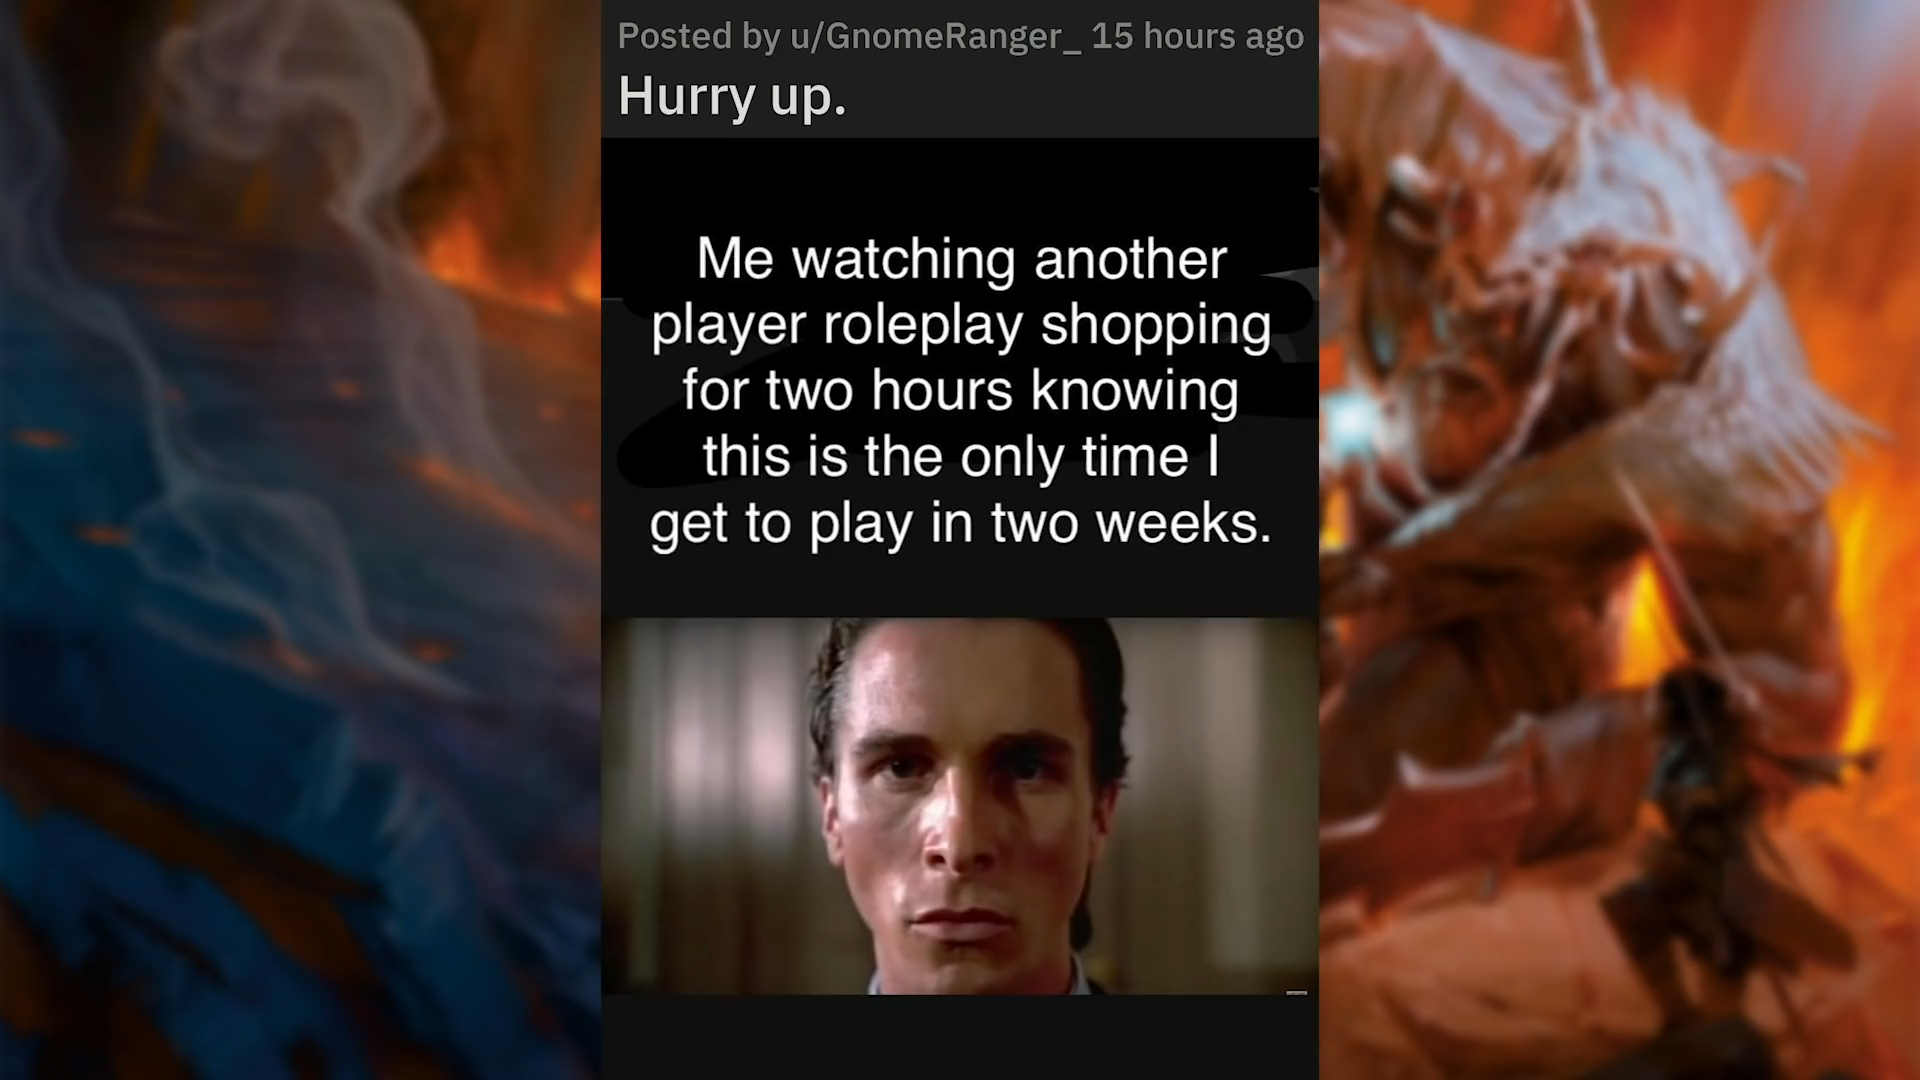 Posted by u/GnomeRanger_ 15 hours ago
Hurry up.
Me watching another
player roleplay shopping
for two hours knowing
this is the only time I
get to play in two weeks.